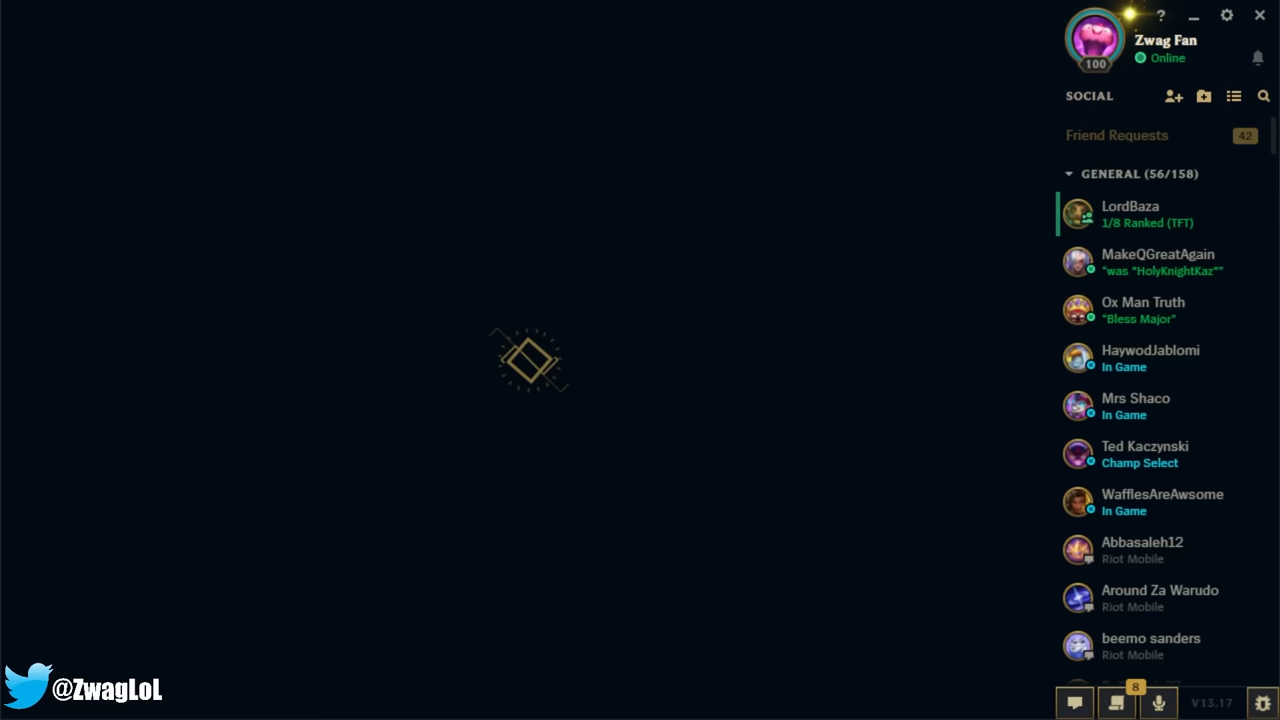 ?
Zwag Fan
Online
100
SOCIAL
Friend Requests
42
GENERAL (56/158)
LordBaza
1/8 Ranked (TFT)
MakeQGreatAgain
"was "HolyKnightKaz""
Ox Man Truth
"Bless Major"
HaywodJablomi
In Game
Mrs Shaco
In Game
Ted Kaczynski
Champ Select
WafflesAreAwsome
In Game
Abbasaleh12
Riot Mobile
Around Za Warudo
Riot Mobile
beemo sanders
Riot Mobile
8
V13.17
@ZwagLoL